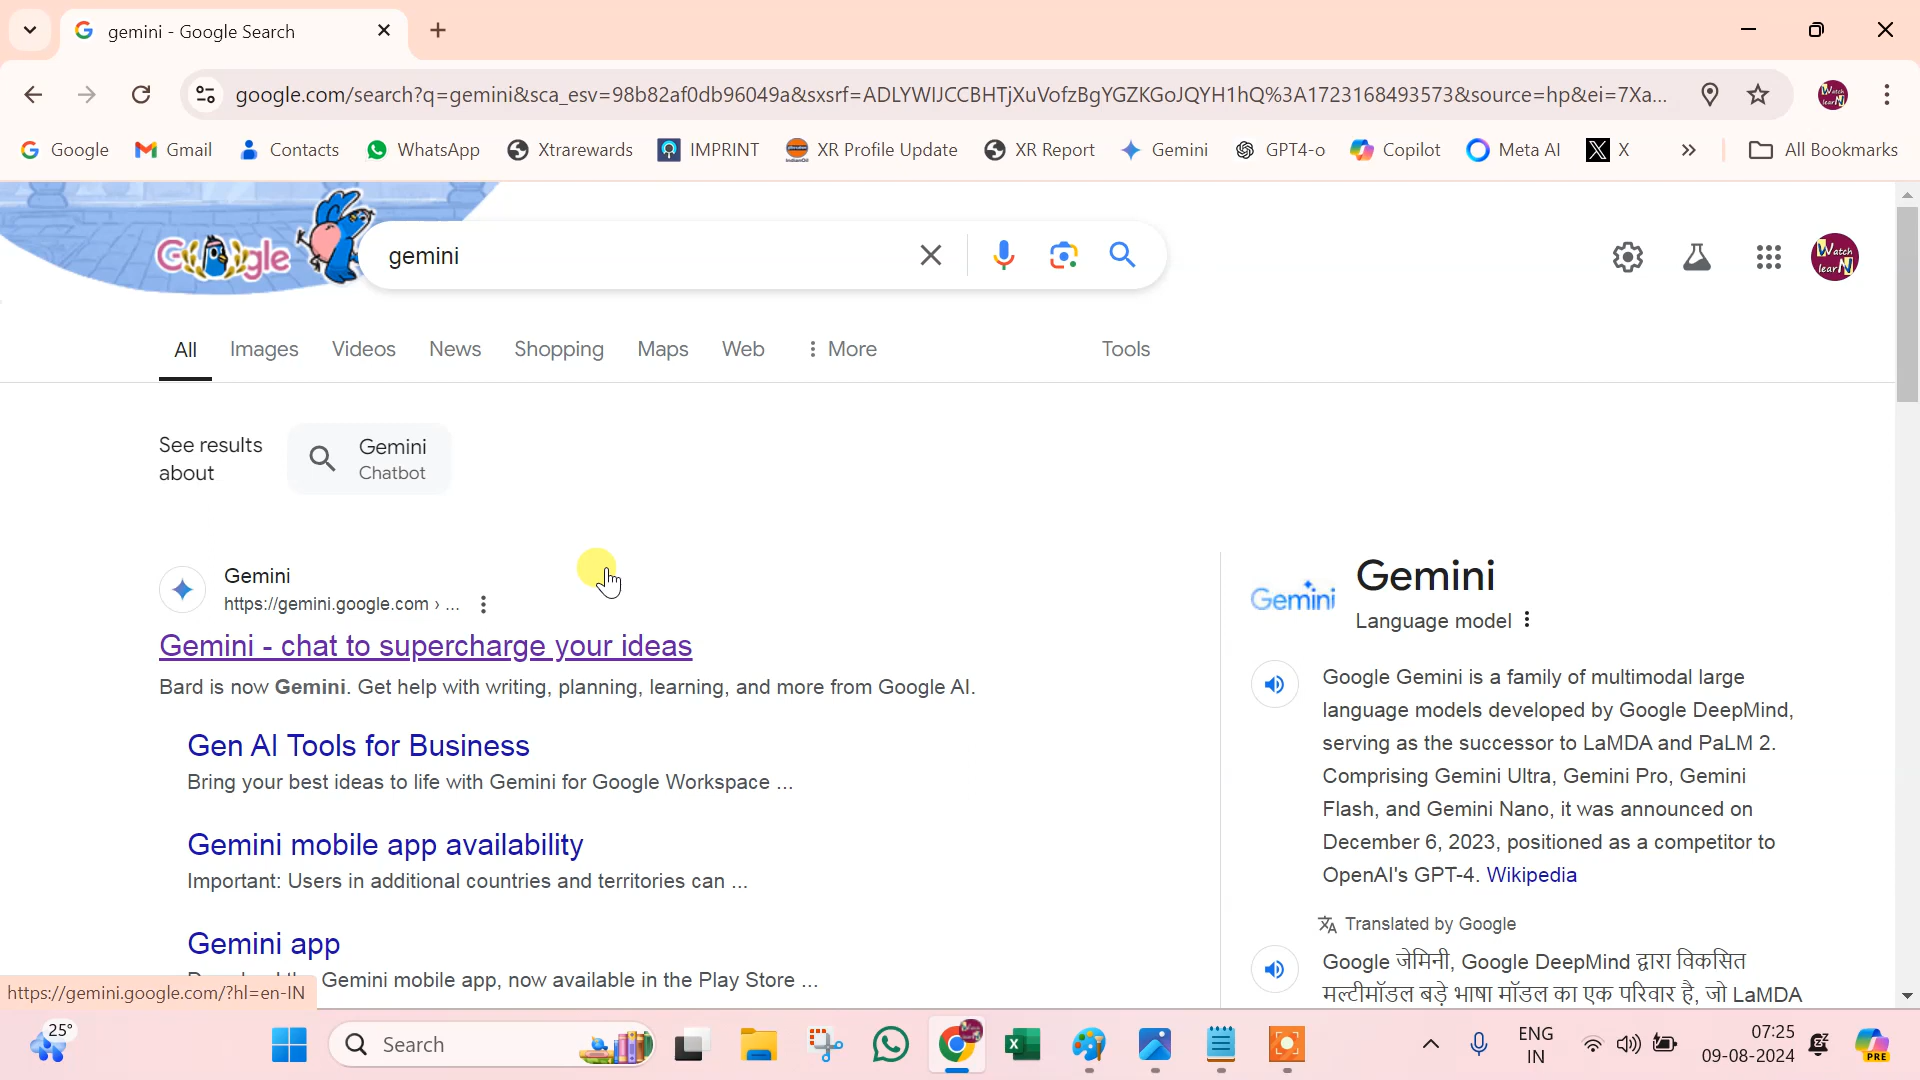 gemini - Google Search
google.com/search?q=gemini&sca_esv=98b82af0db96049a&sxsrf=ADLYWIJCCBHTjXuVofzBgYGZKGoJQYH1hQ%3A1723168493573&source=hp&ei=7Xa...
Google Gmail Contacts WhatsApp Xtrarewards IMPRINT XR Profile Update XR Report Gemini GPT4-o Copilot Meta AI X » All Bookmarks
Google
gemini
Watch learN
All Images Videos News Shopping Maps Web More Tools
See results about
Gemini
Chatbot
Gemini
https://gemini.google.com › ...
Gemini - chat to supercharge your ideas
Bard is now Gemini. Get help with writing, planning, learning, and more from Google AI.
Gen AI Tools for Business
Bring your best ideas to life with Gemini for Google Workspace ...
Gemini mobile app availability
Important: Users in additional countries and territories can ...
Gemini app
Gemini mobile app, now available in the Play Store ...
https://gemini.google.com/?hl=en-IN
Gemini
Gemini
Language model
Google Gemini is a family of multimodal large
language models developed by Google DeepMind,
serving as the successor to LaMDA and PaLM 2.
Comprising Gemini Ultra, Gemini Pro, Gemini
Flash, and Gemini Nano, it was announced on
December 6, 2023, positioned as a competitor to
OpenAI's GPT-4. Wikipedia
Translated by Google
Google जेमिनी, Google DeepMind द्वारा विकसित
मल्टीमॉडल बड़े भाषा मॉडल का एक परिवार है, जो LaMDA
25°
Search
ENG
IN
07:25
09-08-2024
PRE